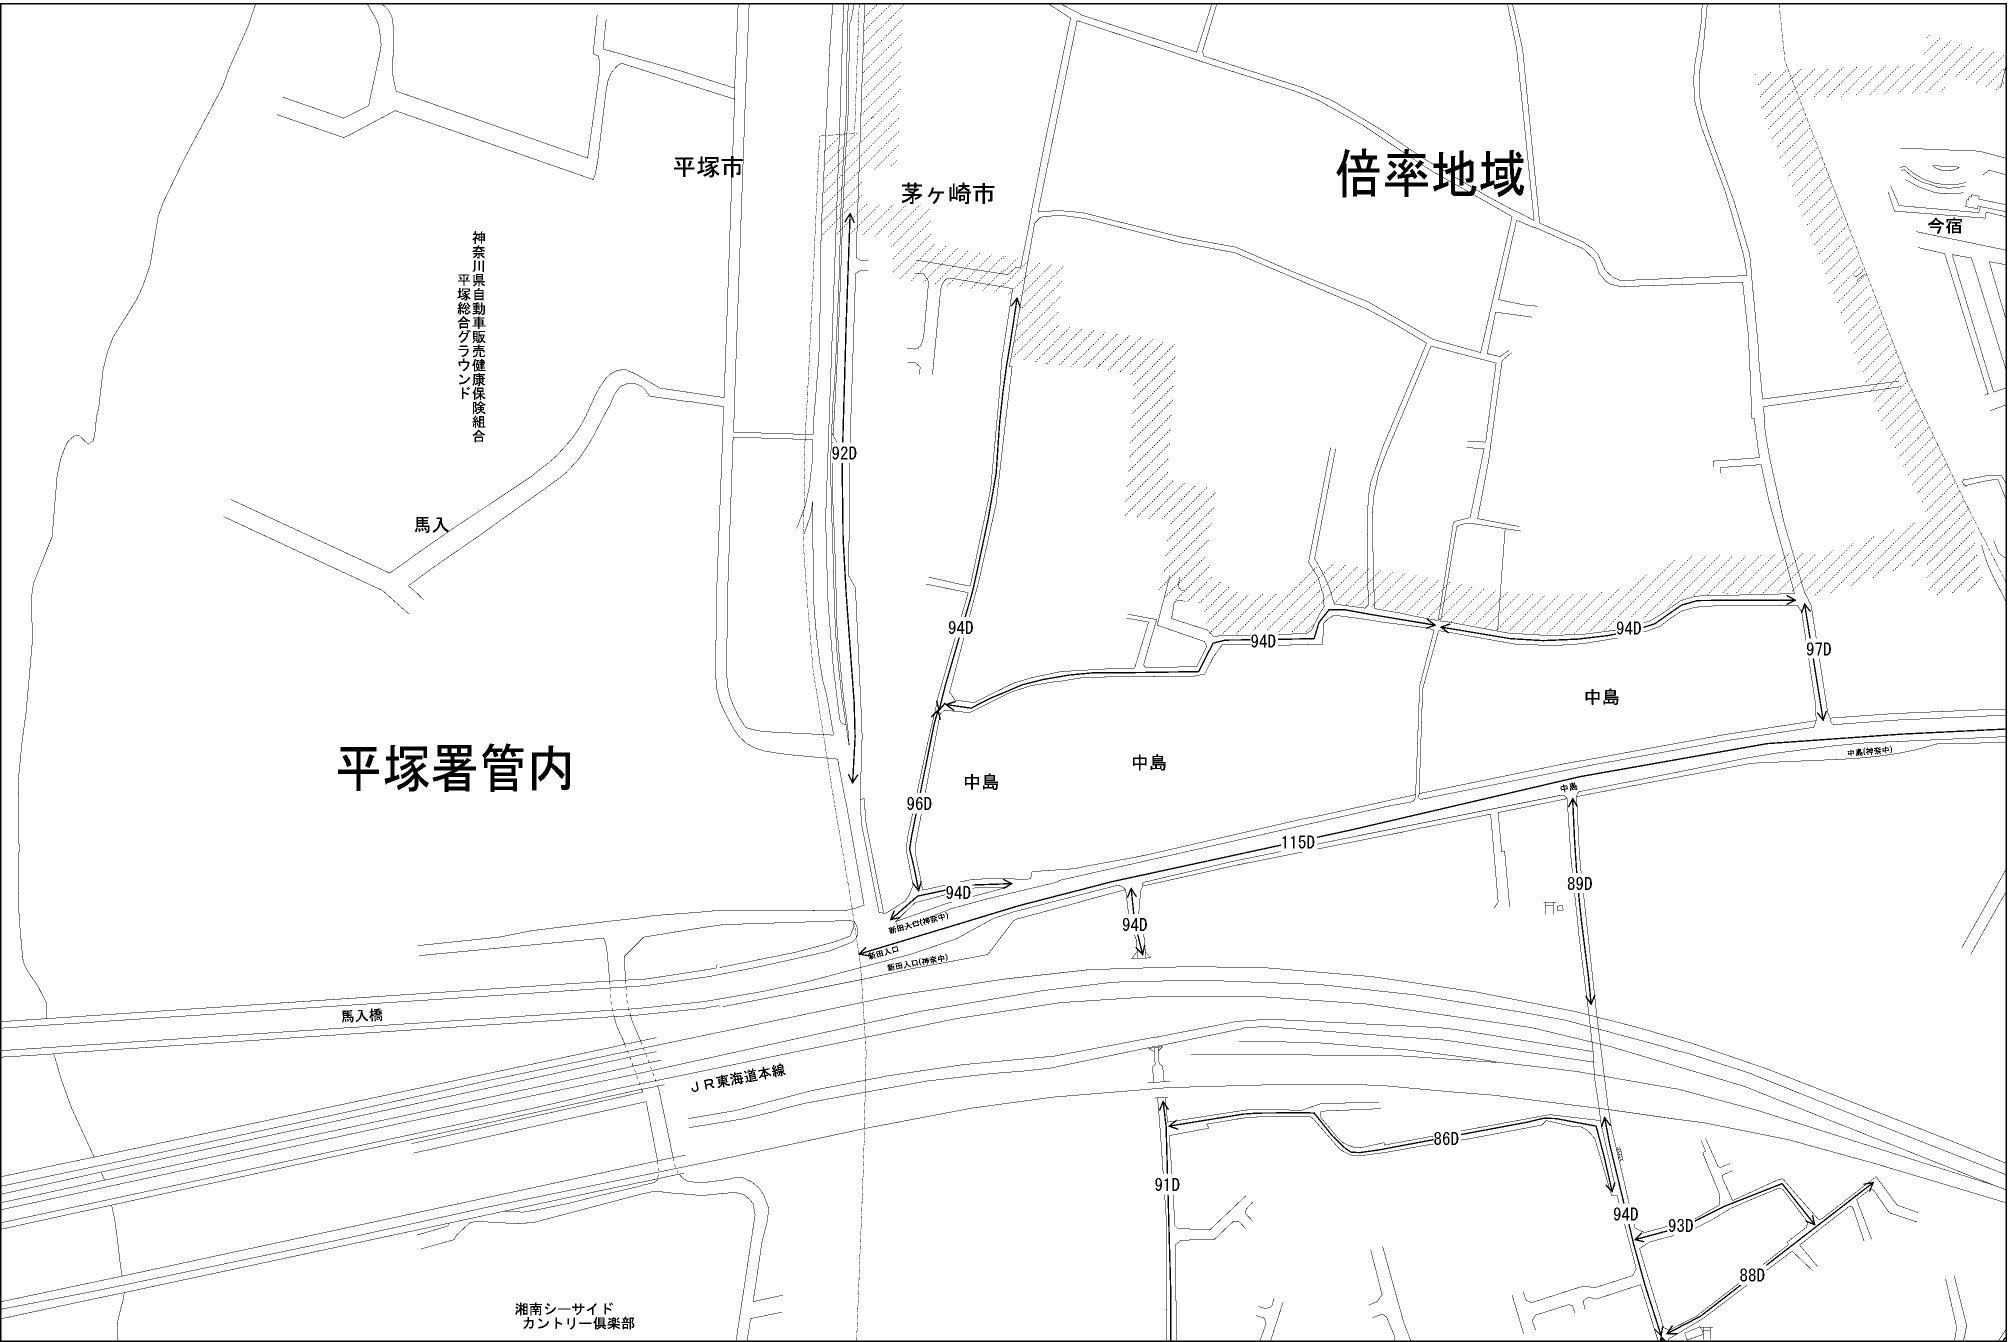 平塚市
茅ヶ崎市
倍率地域
今宿
神奈川県自動車販売健康保険組合
平塚総合グラウンド
92D
馬入
94D
94D
94D
97D
中島
平塚署管内
中島
中島
中島(神奈中)
中島
96D
115D
89D
94D
新田入口(神奈中)
94D
新田入口
新田入口(神奈中)
馬入橋
JR東海道本線
86D
91D
94D
93D
88D
湘南シーサイド
カントリー倶楽部